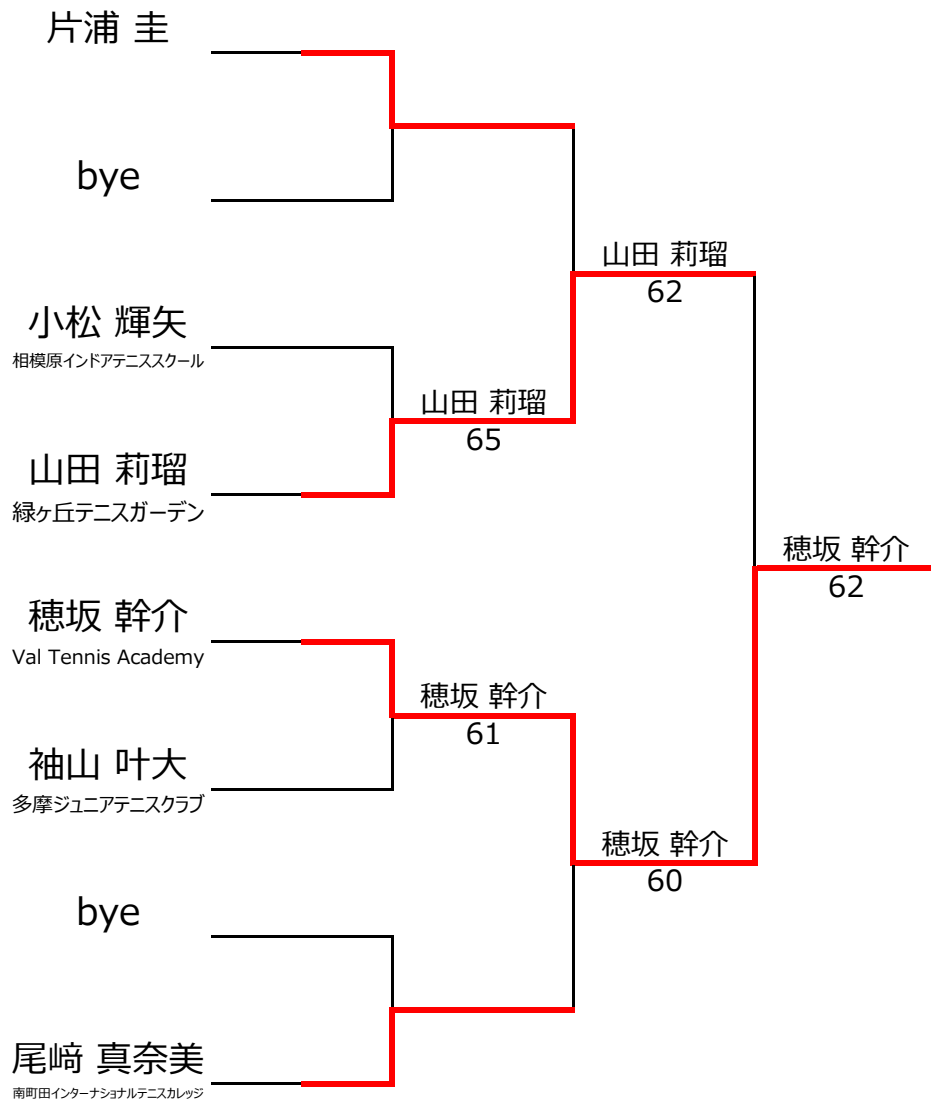 片浦 圭
bye
小松 輝矢
相模原インドアテニススクール
山田 莉瑠
緑ヶ丘テニスガーデン
穂坂 幹介
Val Tennis Academy
袖山 叶大
多摩ジュニアテニスクラブ
bye
尾﨑 真奈美
南町田インターナショナルテニスカレッジ
山田 莉瑠
65
穂坂 幹介
61
山田 莉瑠
62
穂坂 幹介
60
穂坂 幹介
62